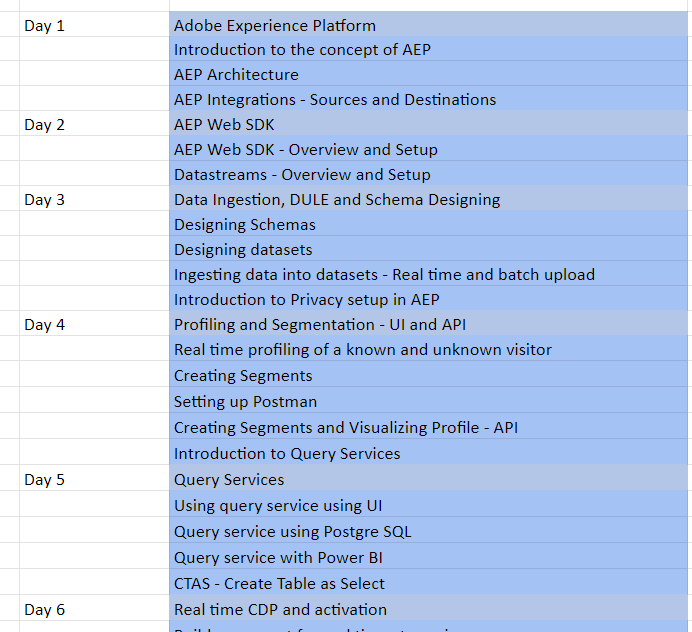 Day 1 Adobe Experience Platform
Introduction to the concept of AEP
AEP Architecture
AEP Integrations - Sources and Destinations
Day 2 AEP Web SDK
AEP Web SDK - Overview and Setup
Datastreams - Overview and Setup
Day 3 Data Ingestion, DULE and Schema Designing
Designing Schemas
Designing datasets
Ingesting data into datasets - Real time and batch upload
Introduction to Privacy setup in AEP
Day 4 Profiling and Segmentation - UI and API
Real time profiling of a known and unknown visitor
Creating Segments
Setting up Postman
Creating Segments and Visualizing Profile - API
Introduction to Query Services
Day 5 Query Services
Using query service using UI
Query service using Postgre SQL
Query service with Power BI
CTAS - Create Table as Select
Day 6 Real time CDP and activation